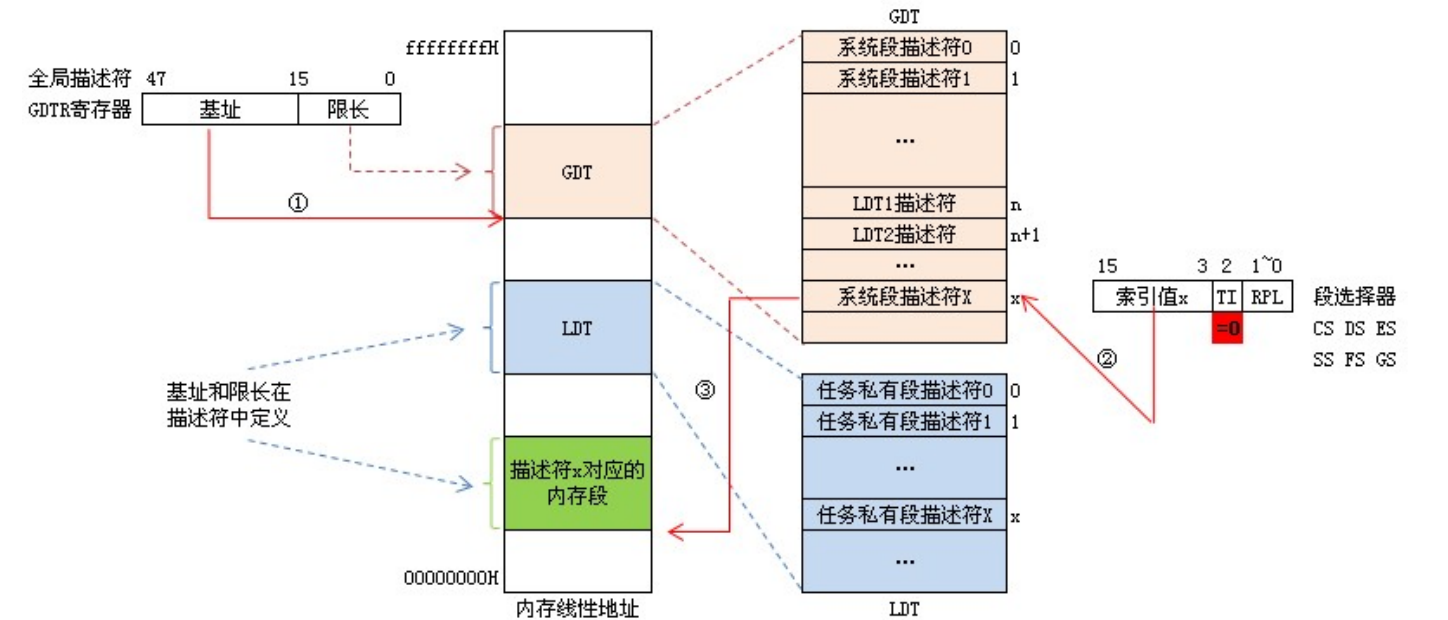 GDT
ffffffffH
系统段描述符0 0
全局描述符 47 15 0
系统段描述符1 1
GDTR寄存器 基址 限长
...
GDT
①
LDT1描述符 n
LDT2描述符 n+1
...
15 3 2 1~0
系统段描述符X x
索引值x TI RPL 段选择器
LDT
=0 CS DS ES
②
SS FS GS
③
基址和限长在
描述符中定义
任务私有段描述符0 0
任务私有段描述符1 1
...
描述符x对应的
内存段
任务私有段描述符X x
...
00000000H
内存线性地址
LDT